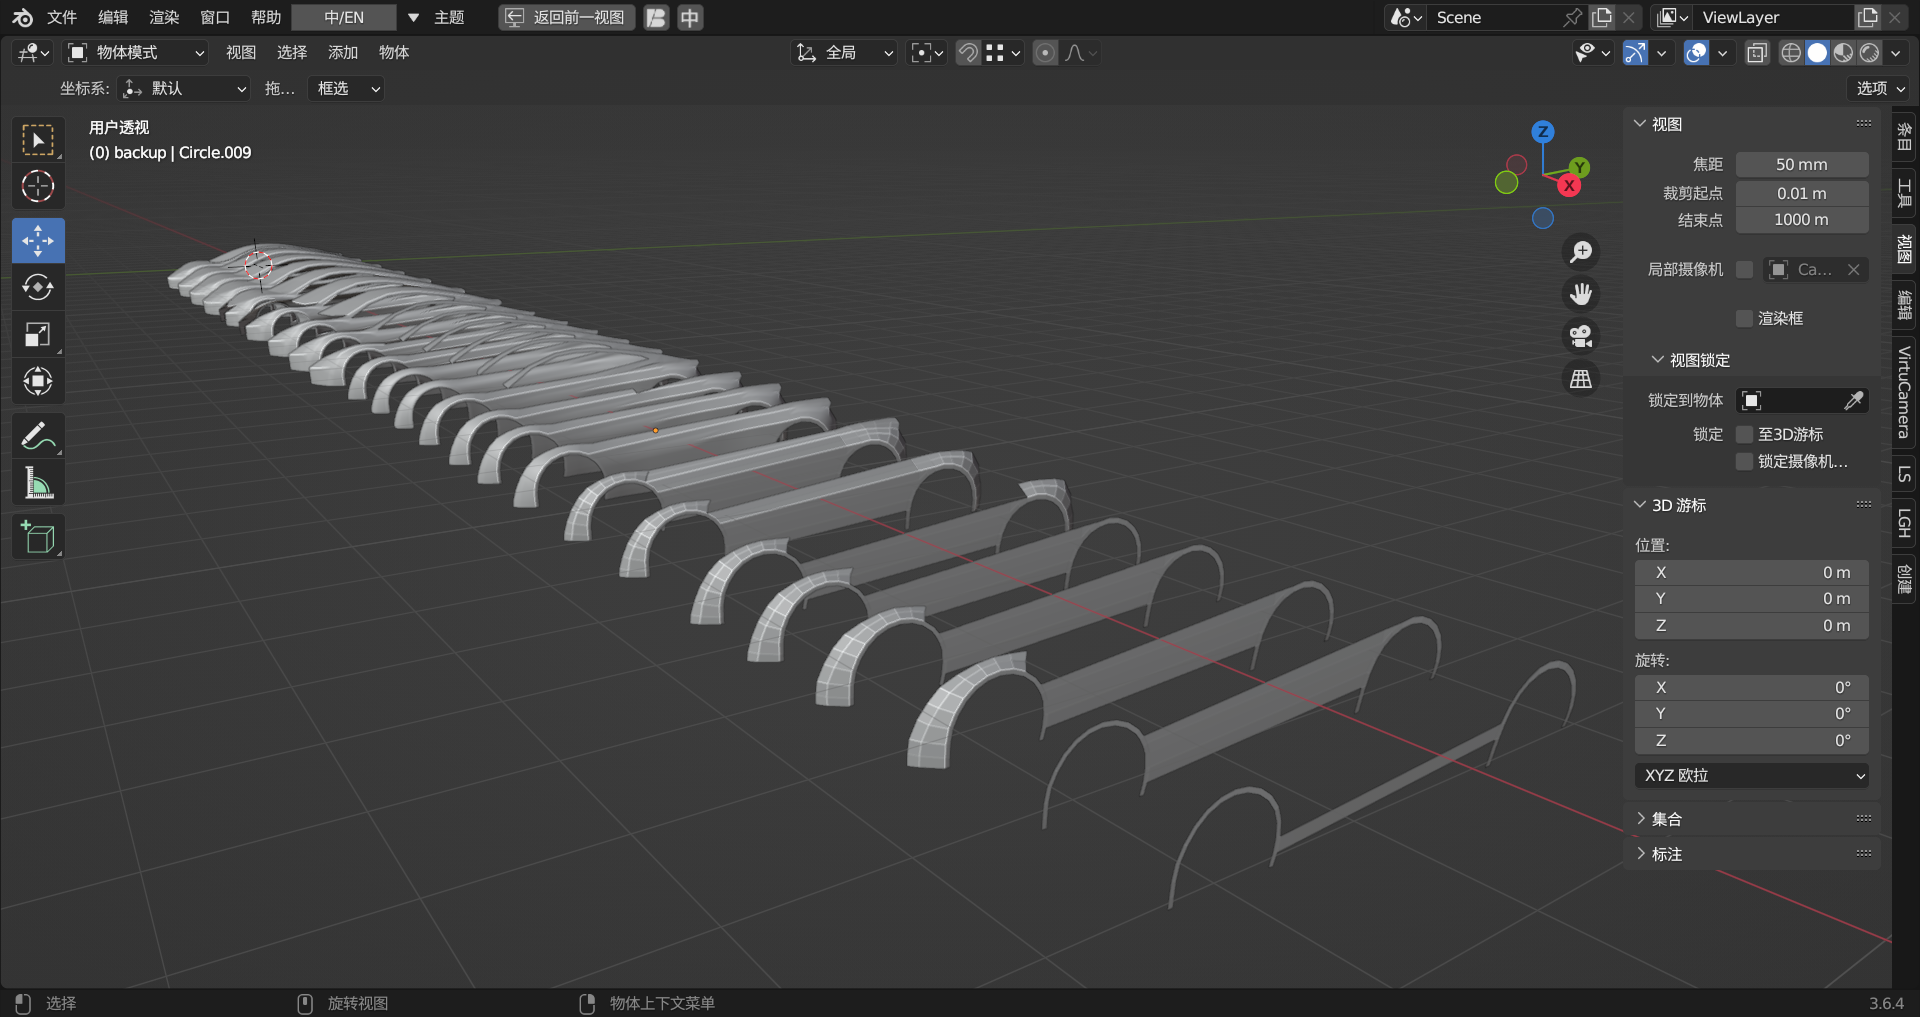 文件 编辑 渲染 窗口 帮助 中/EN ▼ 主题 返回前一视图 中 Scene ViewLayer
物体模式 视图 选择 添加 物体 全局
坐标系: 默认 拖... 框选 选项
用户透视
(0) backup | Circle.009
Z
Y
X
视图
焦距 50 mm
裁剪起点 0.01 m
结束点 1000 m
局部摄像机 Ca...
渲染框
视图锁定
锁定到物体
锁定 至3D游标
锁定摄像机...
3D 游标
位置:
X 0 m
Y 0 m
Z 0 m
旋转:
X 0°
Y 0°
Z 0°
XYZ 欧拉
集合
标注
条目
工具
视图
编辑
VirtuCamera
LS
LGH
创建
选择 旋转视图 物体上下文菜单 3.6.4